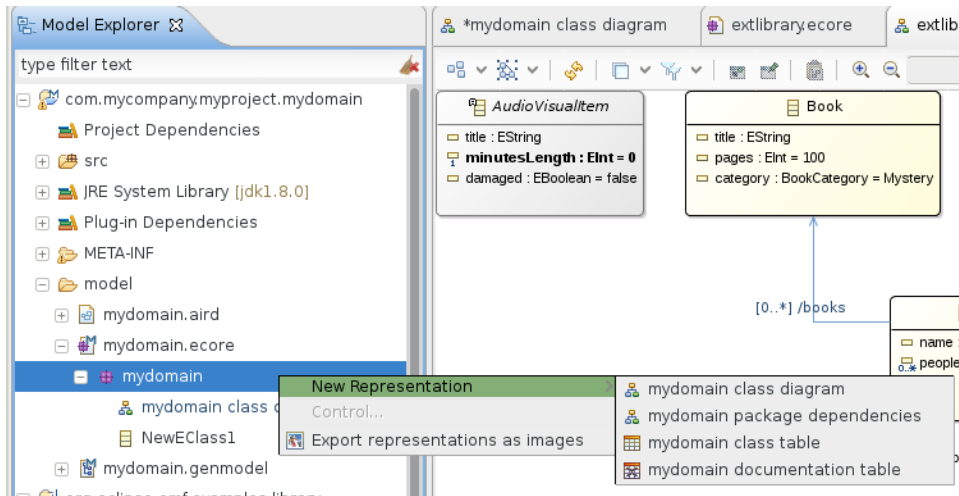 Model Explorer
type filter text
com.mycompany.myproject.mydomain
Project Dependencies
src
JRE System Library [jdk1.8.0]
Plug-in Dependencies
META-INF
model
mydomain.aird
mydomain.ecore
mydomain
mydomain class
NewEClass1
mydomain.genmodel
New Representation
Control...
Export representations as images
mydomain class diagram
mydomain package dependencies
mydomain class table
mydomain documentation table
*mydomain class diagram
extlibrary.ecore
extlib
AudioVisualItem
title : EString
minutesLength : EInt = 0
damaged : EBoolean = false
Book
title : EString
pages : EInt = 100
category : BookCategory = Mystery
[0..*] /books
name :
0..* people